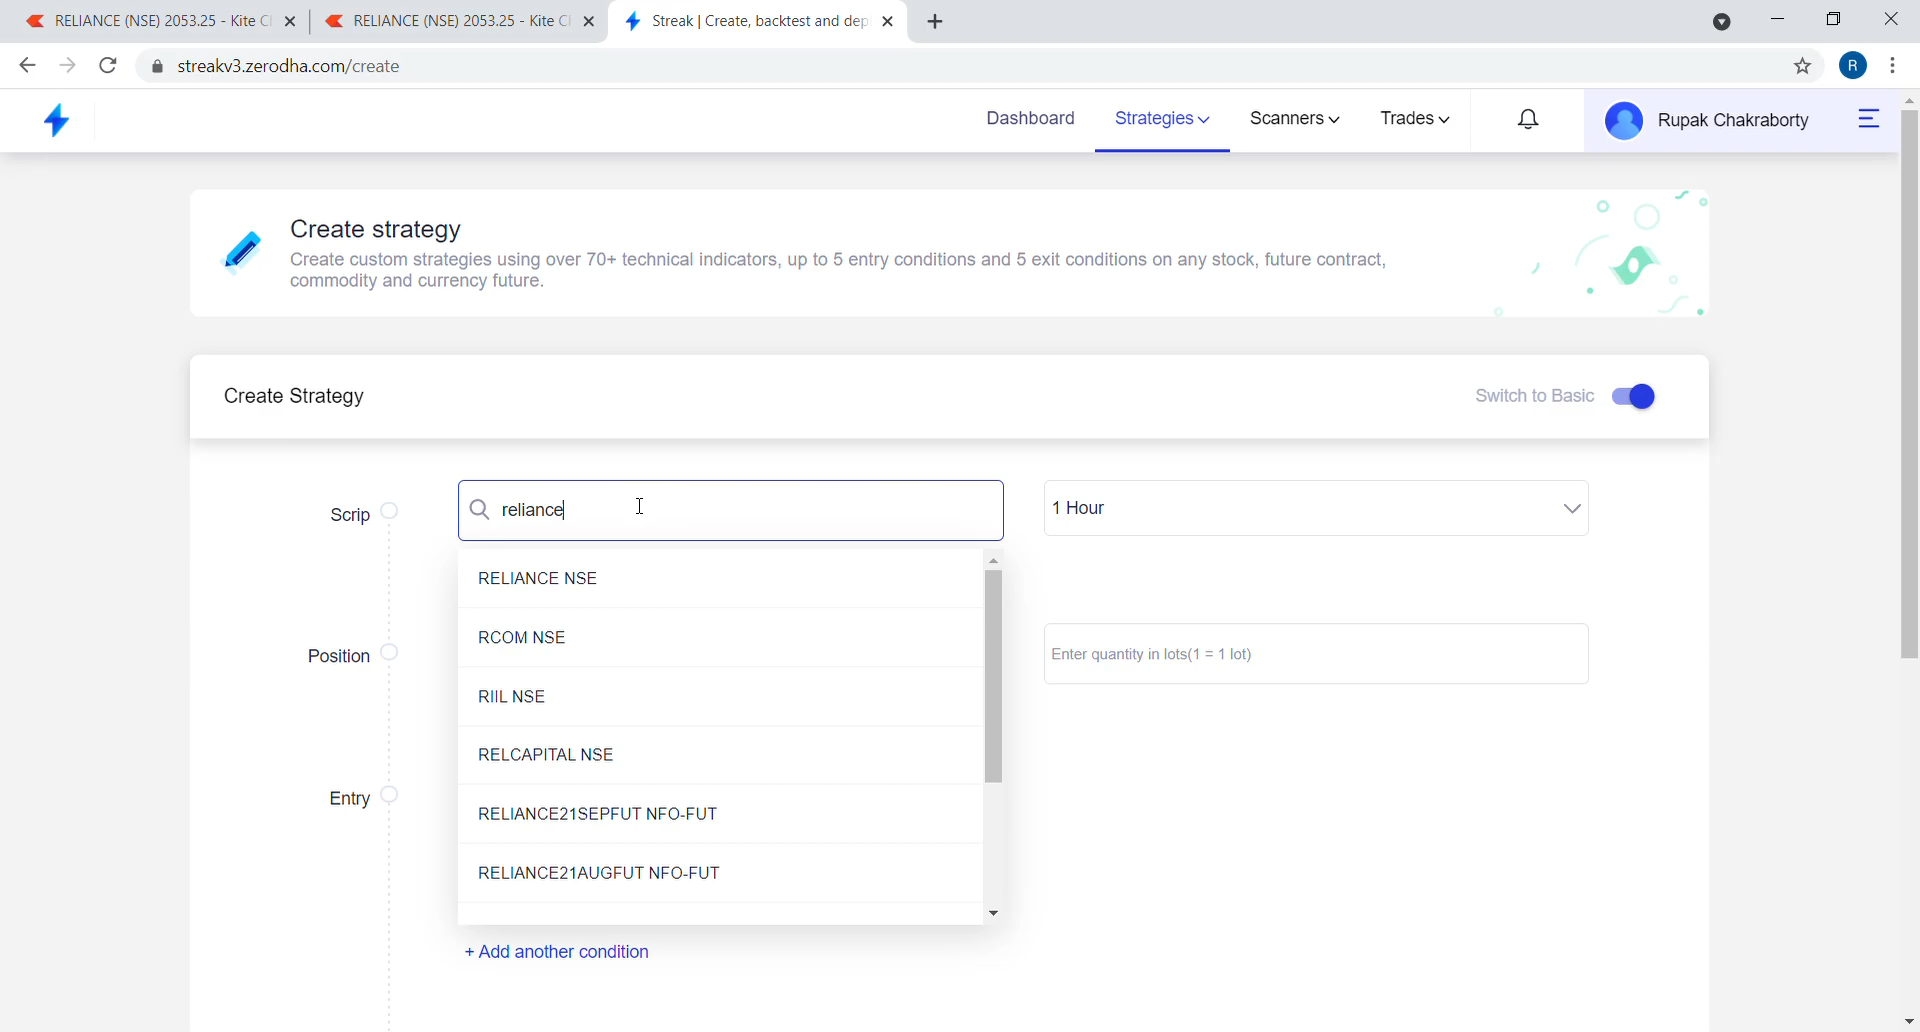 RELIANCE (NSE) 2053.25 - Kite C
RELIANCE (NSE) 2053.25 - Kite C
Streak | Create, backtest and dep
streakv3.zerodha.com/create
R
Dashboard
Strategies
Scanners
Trades
Rupak Chakraborty
Create strategy
Create custom strategies using over 70+ technical indicators, up to 5 entry conditions and 5 exit conditions on any stock, future contract,
commodity and currency future.
Create Strategy
Switch to Basic
Scrip
reliance
1 Hour
RELIANCE NSE
RCOM NSE
Position
Enter quantity in lots(1 = 1 lot)
RIIL NSE
RELCAPITAL NSE
Entry
RELIANCE21SEPFUT NFO-FUT
RELIANCE21AUGFUT NFO-FUT
+ Add another condition